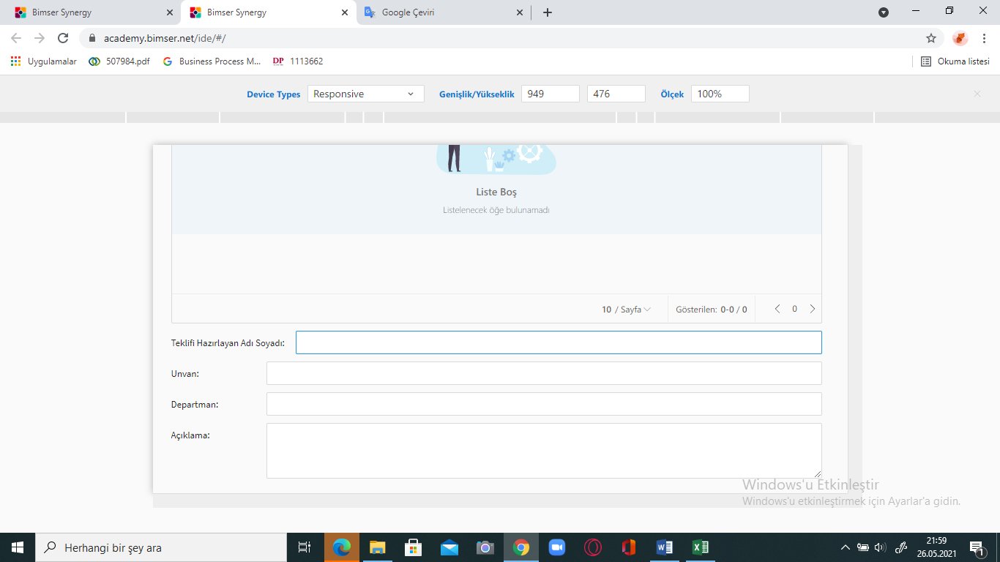 Bimser Synergy
Bimser Synergy
Google Çeviri
academy.bimser.net/ide/#/
Uygulamalar
507984.pdf
Business Process M...
DP 1113662
Okuma listesi
Device Types Responsive Genişlik/Yükseklik 949 476 Ölçek 100%
Liste Boş
Listelenecek öğe bulunamadı
10 / Sayfa Gösterilen: 0-0 / 0 0
Teklifi Hazırlayan Adı Soyadı:
Unvan:
Departman:
Açıklama:
Windows'u Etkinleştir
Windows'u etkinleştirmek için Ayarlar'a gidin.
Herhangi bir şey ara
21:59
26.05.2021
1